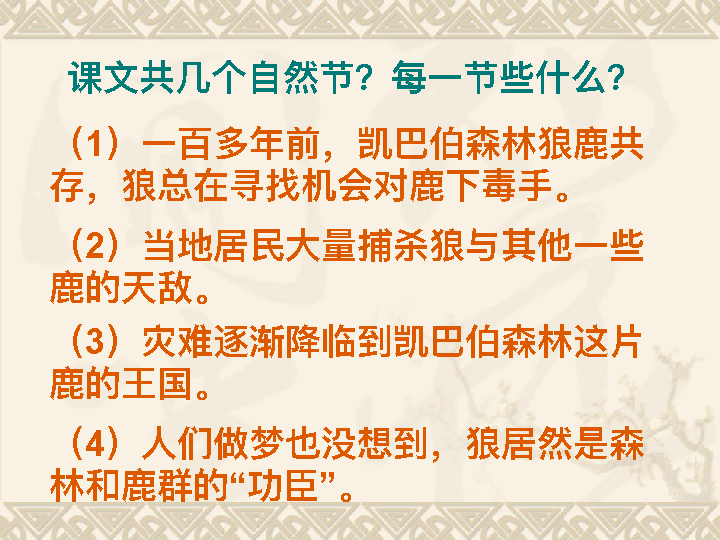 课文共几个自然节？每一节些什么？
（1）一百多年前，凯巴伯森林狼鹿共
存，狼总在寻找机会对鹿下毒手。
（2）当地居民大量捕杀狼与其他一些
鹿的天敌。
（3）灾难逐渐降临到凯巴伯森林这片
鹿的王国。
（4）人们做梦也没想到，狼居然是森
林和鹿群的“功臣”。